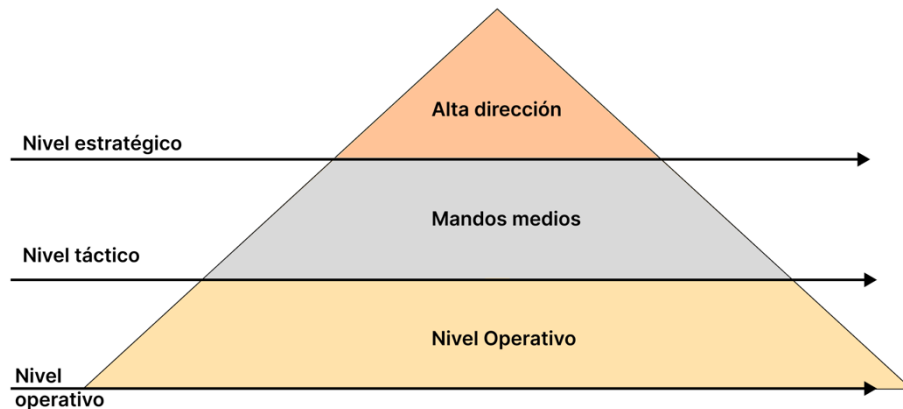 Alta dirección
Nivel estratégico
Mandos medios
Nivel táctico
Nivel Operativo
Nivel
operativo